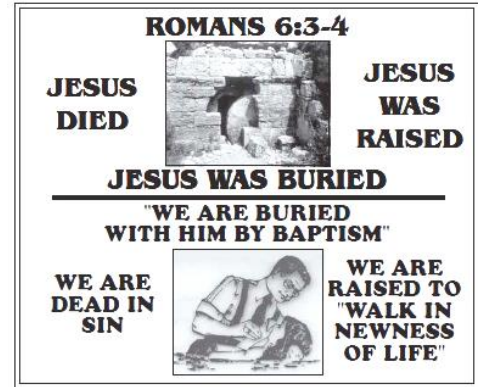 ROMANS 6:3-4
JESUS
DIED
JESUS
WAS
RAISED
JESUS WAS BURIED
"WE ARE BURIED
WITH HIM BY BAPTISM"
WE ARE
DEAD IN
SIN
WE ARE
RAISED TO
"WALK IN
NEWNESS
OF LIFE"